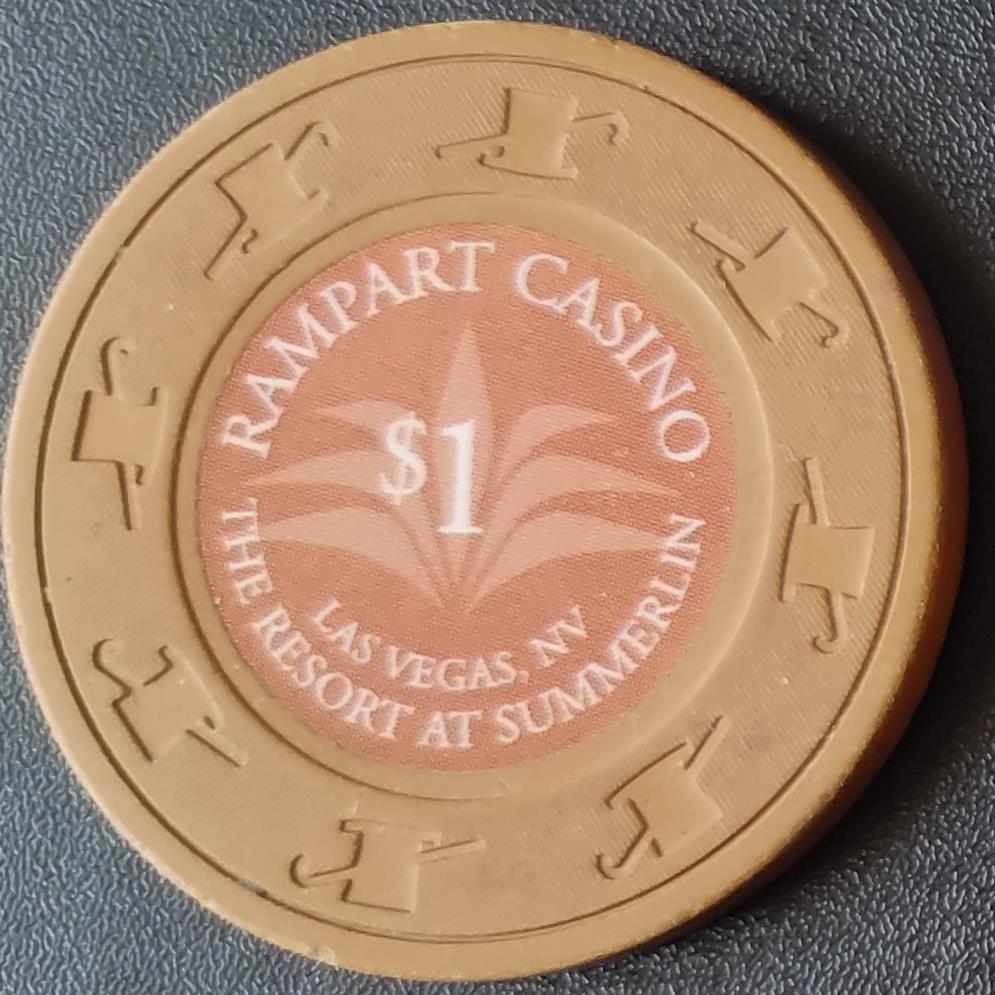 RAMPART CASINO
$1
LAS VEGAS, NV
THE RESORT AT SUMMERLIN